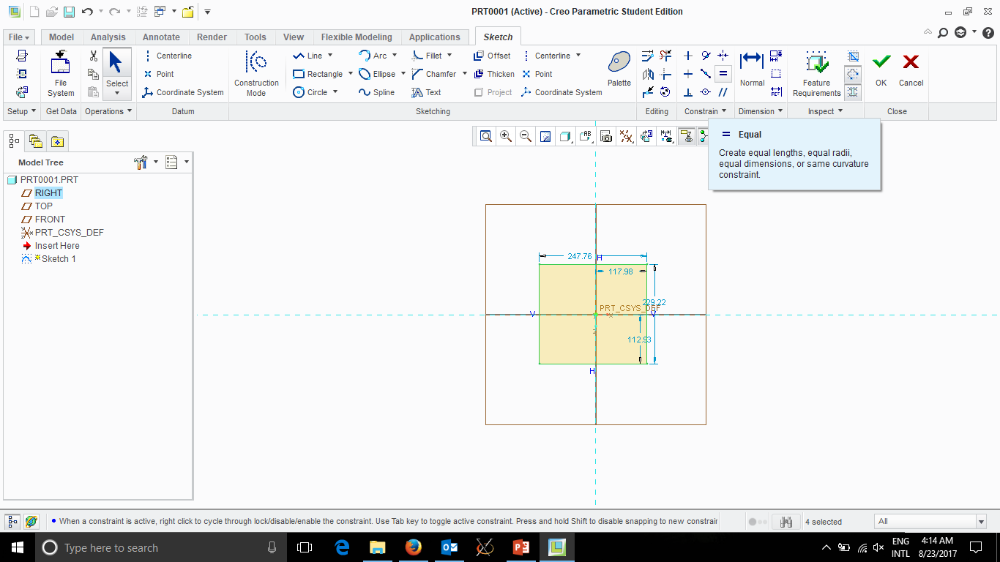 PRT0001 (Active) - Creo Parametric Student Edition
File Model Analysis Annotate Render Tools View Flexible Modeling Applications Sketch
Centerline Line Arc Fillet Offset Centerline
Point Rectangle Ellipse Chamfer Thicken Point
Coordinate System Circle Spline Text Project Coordinate System
File System
Select
Construction Mode
Palette
Normal
Feature Requirements
OK
Cancel
Setup Get Data Operations Datum Sketching Editing Constrain Dimension Inspect Close
= Equal
Create equal lengths, equal radii,
equal dimensions, or same curvature
constraint.
Model Tree
PRT0001.PRT
RIGHT
TOP
FRONT
PRT_CSYS_DEF
Insert Here
Sketch 1
247.76
H
117.98
229.22
PRT_CSYS_DEF
V
V
112.93
H
When a constraint is active, right click to cycle through lock/disable/enable the constraint. Use Tab key to toggle active constraint. Press and hold Shift to disable snapping to new constrain
4 selected
All
Type here to search
ENG
INTL
4:14 AM
8/23/2017